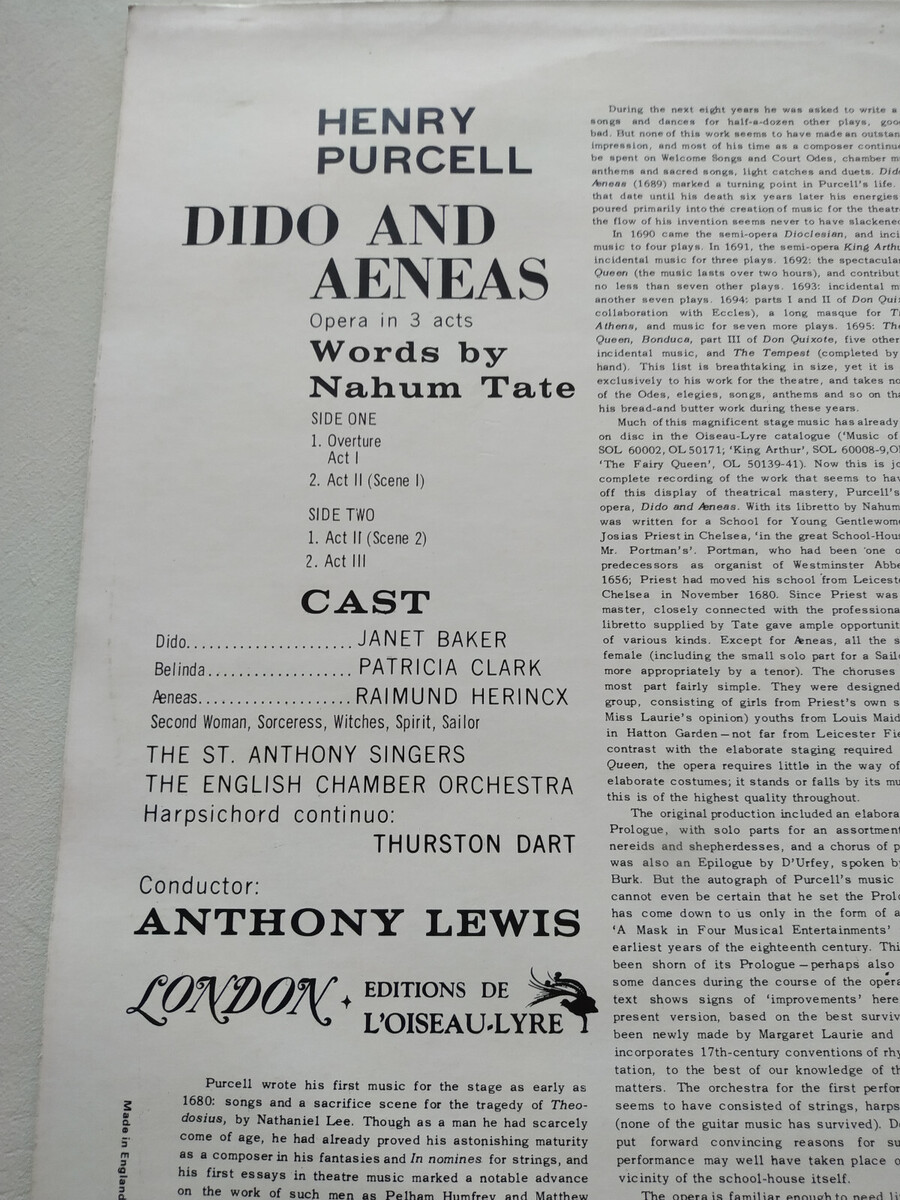 HENRY
PURCELL
DIDO AND
AENEAS
Opera in 3 acts
Words by
Nahum Tate
SIDE ONE
1. Overture
Act I
2. Act II (Scene I)
SIDE TWO
1. Act II (Scene 2)
2. Act III
CAST
Dido......................JANET BAKER
Belinda...................PATRICIA CLARK
Æneas....................RAIMUND HERINCX
Second Woman, Sorceress, Witches, Spirit, Sailor
THE ST. ANTHONY SINGERS
THE ENGLISH CHAMBER ORCHESTRA
Harpsichord continuo:
THURSTON DART
Conductor:
ANTHONY LEWIS
LONDON
EDITIONS DE
L'OISEAU-LYRE
Made in England
Purcell wrote his first music for the stage as early as
1680: songs and a sacrifice scene for the tragedy of Theo-
dosius, by Nathaniel Lee. Though as a man he had scarcely
come of age, he had already proved his astonishing maturity
as a composer in his fantasies and In nomines for strings, and
his first essays in theatre music marked a notable advance
on the work of such men as Pelham Humfrey and Matthew
During the next eight years he was asked to write a
songs and dances for half-a-dozen other plays,
bad. But none of this work seems to have made an
impression, and most of his time as a composer
be spent on Welcome Songs and Court Odes, chamber
anthems and sacred songs, light catches and duets.
Æneas (1689) marked a turning point in Purcell's life.
that date until his death six years later his energies
poured primarily into the creation of music for the
the flow of his invention seems never to have
In 1690 came the semi-opera Dioclesian, and
music to four plays. In 1691, the semi-opera King
incidental music for three plays. 1692: the
Queen (the music lasts over two hours), and
no less than seven other plays. 1693: incidental
another seven plays. 1694: parts I and II of Don
collaboration with Eccles), a long masque for
Athens, and music for seven more plays. 1695:
Queen, Bonduca, part III of Don Quixote, five other
incidental music, and The Tempest (completed by
hand). This list is breathtaking in size, yet it is
exclusively to his work for the theatre, and takes
of the Odes, elegies, songs, anthems and so on
his bread-and butter work during these years.
Much of this magnificent stage music has already
on disc in the Oiseau-Lyre catalogue ('Music of
SOL 60002, OL 50171; 'King Arthur', SOL 60008-9,
'The Fairy Queen', OL 50139-41). Now this is
complete recording of the work that seems to
off this display of theatrical mastery, Purcell's
opera, Dido and Æneas. With its libretto by Nahum
was written for a School for Young
Josias Priest in Chelsea, 'in the great
Mr. Portman's'. Portman, who had been one
predecessors as organist of Westminster
1656; Priest had moved his school from
Chelsea in November 1680. Since Priest was
master, closely connected with the
libretto supplied by Tate gave ample
of various kinds. Except for Æneas, all the
female (including the small solo part for a
more appropriately by a tenor). The choruses
most part fairly simple. They were designed
group, consisting of girls from Priest's own
Miss Laurie's opinion) youths from Louis
in Hatton Garden — not far from Leicester
contrast with the elaborate staging required
Queen, the opera requires little in the way of
elaborate costumes; it stands or falls by its
this is of the highest quality throughout.
The original production included an
Prologue, with solo parts for an
nereids and shepherdesses, and a chorus of
was also an Epilogue by D'Urfey, spoken
Burk. But the autograph of Purcell's music
cannot even be certain that he set the
has come down to us only in the form of a
'A Mask in Four Musical Entertainments'
earliest years of the eighteenth century.
been shorn of its Prologue — perhaps also
some dances during the course of the
text shows signs of 'improvements' here
present version, based on the best
been newly made by Margaret Laurie and
incorporates 17th-century conventions of
tation, to the best of our knowledge of
matters. The orchestra for the first
seems to have consisted of strings,
(none of the guitar music has survived).
put forward convincing reasons for
performance may well have taken place
vicinity of the school-house itself.
The opera is familiar enough to need